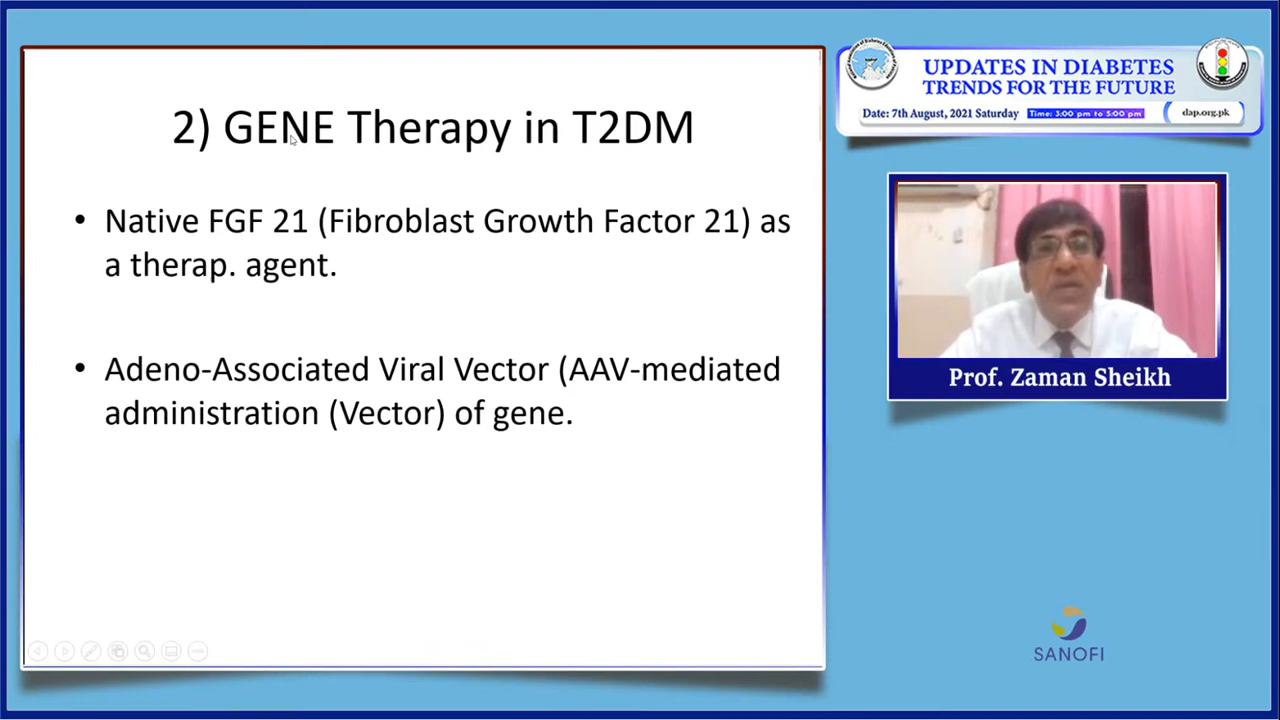 2) GENE Therapy in T2DM
• Native FGF 21 (Fibroblast Growth Factor 21) as
a therap. agent.
• Adeno-Associated Viral Vector (AAV-mediated
administration (Vector) of gene.
UPDATES IN DIABETES
TRENDS FOR THE FUTURE
Date: 7th August, 2021 Saturday Time: 3:00 pm to 5:00 pm dap.org.pk
Prof. Zaman Sheikh
SANOFI